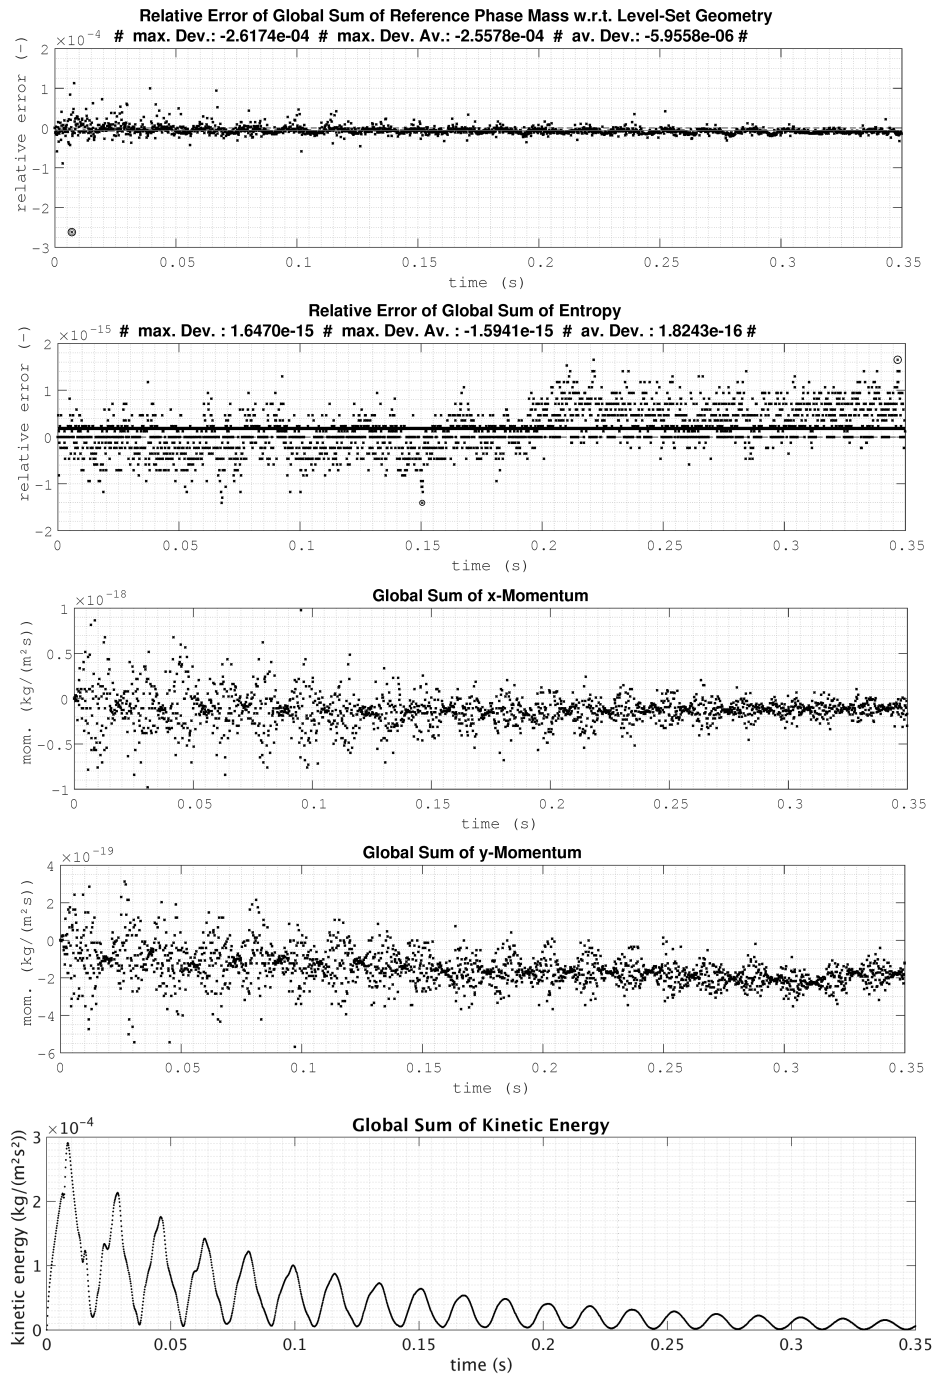 Relative Error of Global Sum of Reference Phase Mass w.r.t. Level-Set Geometry
# max. Dev.: -2.6174e-04 # max. Dev. Av.: -2.5578e-04 # av. Dev.: -5.9558e-06 #
×10⁻⁴
relative error (-)
2
1
0
-1
-2
-3
0 0.05 0.1 0.15 0.2 0.25 0.3 0.35
time (s)
Relative Error of Global Sum of Entropy
# max. Dev. : 1.6470e-15 # max. Dev. Av. : -1.5941e-15 # av. Dev. : 1.8243e-16 #
×10⁻¹⁵
relative error (-)
2
1
0
-1
-2
0 0.05 0.1 0.15 0.2 0.25 0.3 0.35
time (s)
Global Sum of x-Momentum
×10⁻¹⁸
mom. (kg/(m²s))
1
0.5
0
-0.5
-1
0 0.05 0.1 0.15 0.2 0.25 0.3 0.35
time (s)
Global Sum of y-Momentum
×10⁻¹⁹
mom. (kg/(m²s))
4
2
0
-2
-4
-6
0 0.05 0.1 0.15 0.2 0.25 0.3 0.35
time (s)
Global Sum of Kinetic Energy
×10⁻⁴
kinetic energy (kg/(m²s²))
3
2
1
0
0 0.05 0.1 0.15 0.2 0.25 0.3 0.35
time (s)